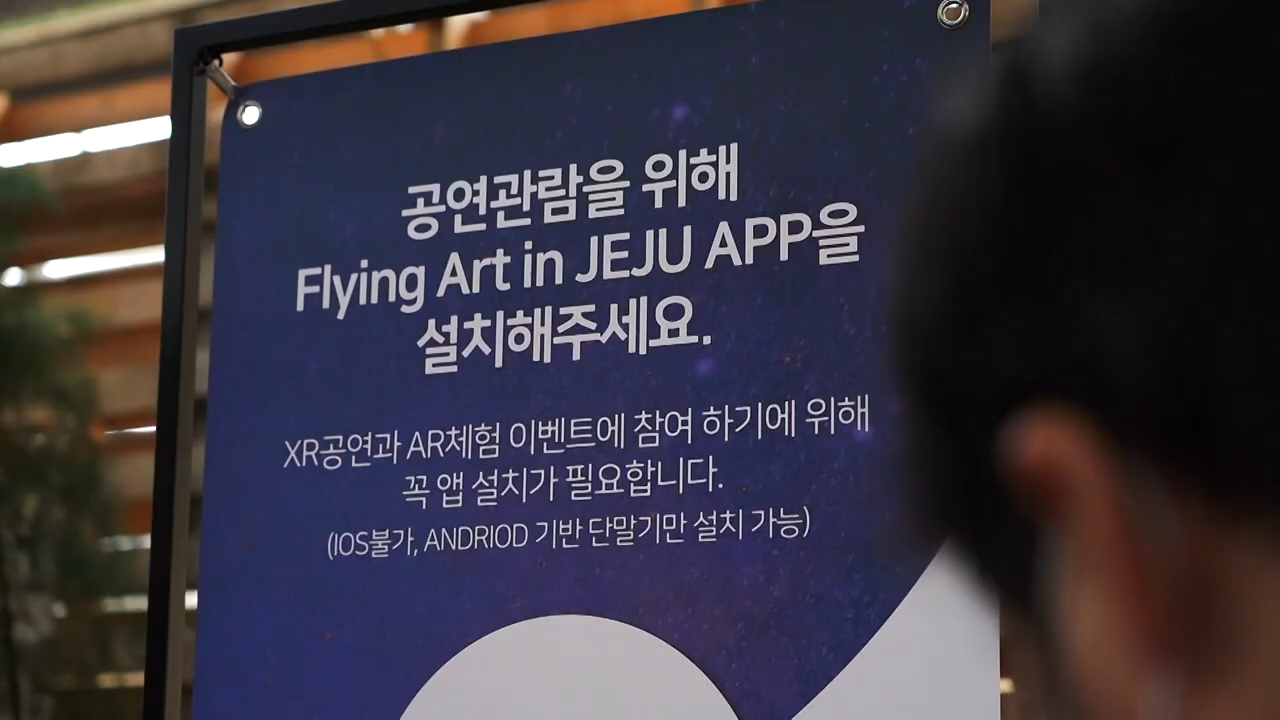 공연관람을 위해
Flying Art in JEJU APP을
설치해주세요.
XR공연과 AR체험 이벤트에 참여 하기에 위해
꼭 앱 설치가 필요합니다.
(IOS불가, ANDRIOD 기반 단말기만 설치 가능)